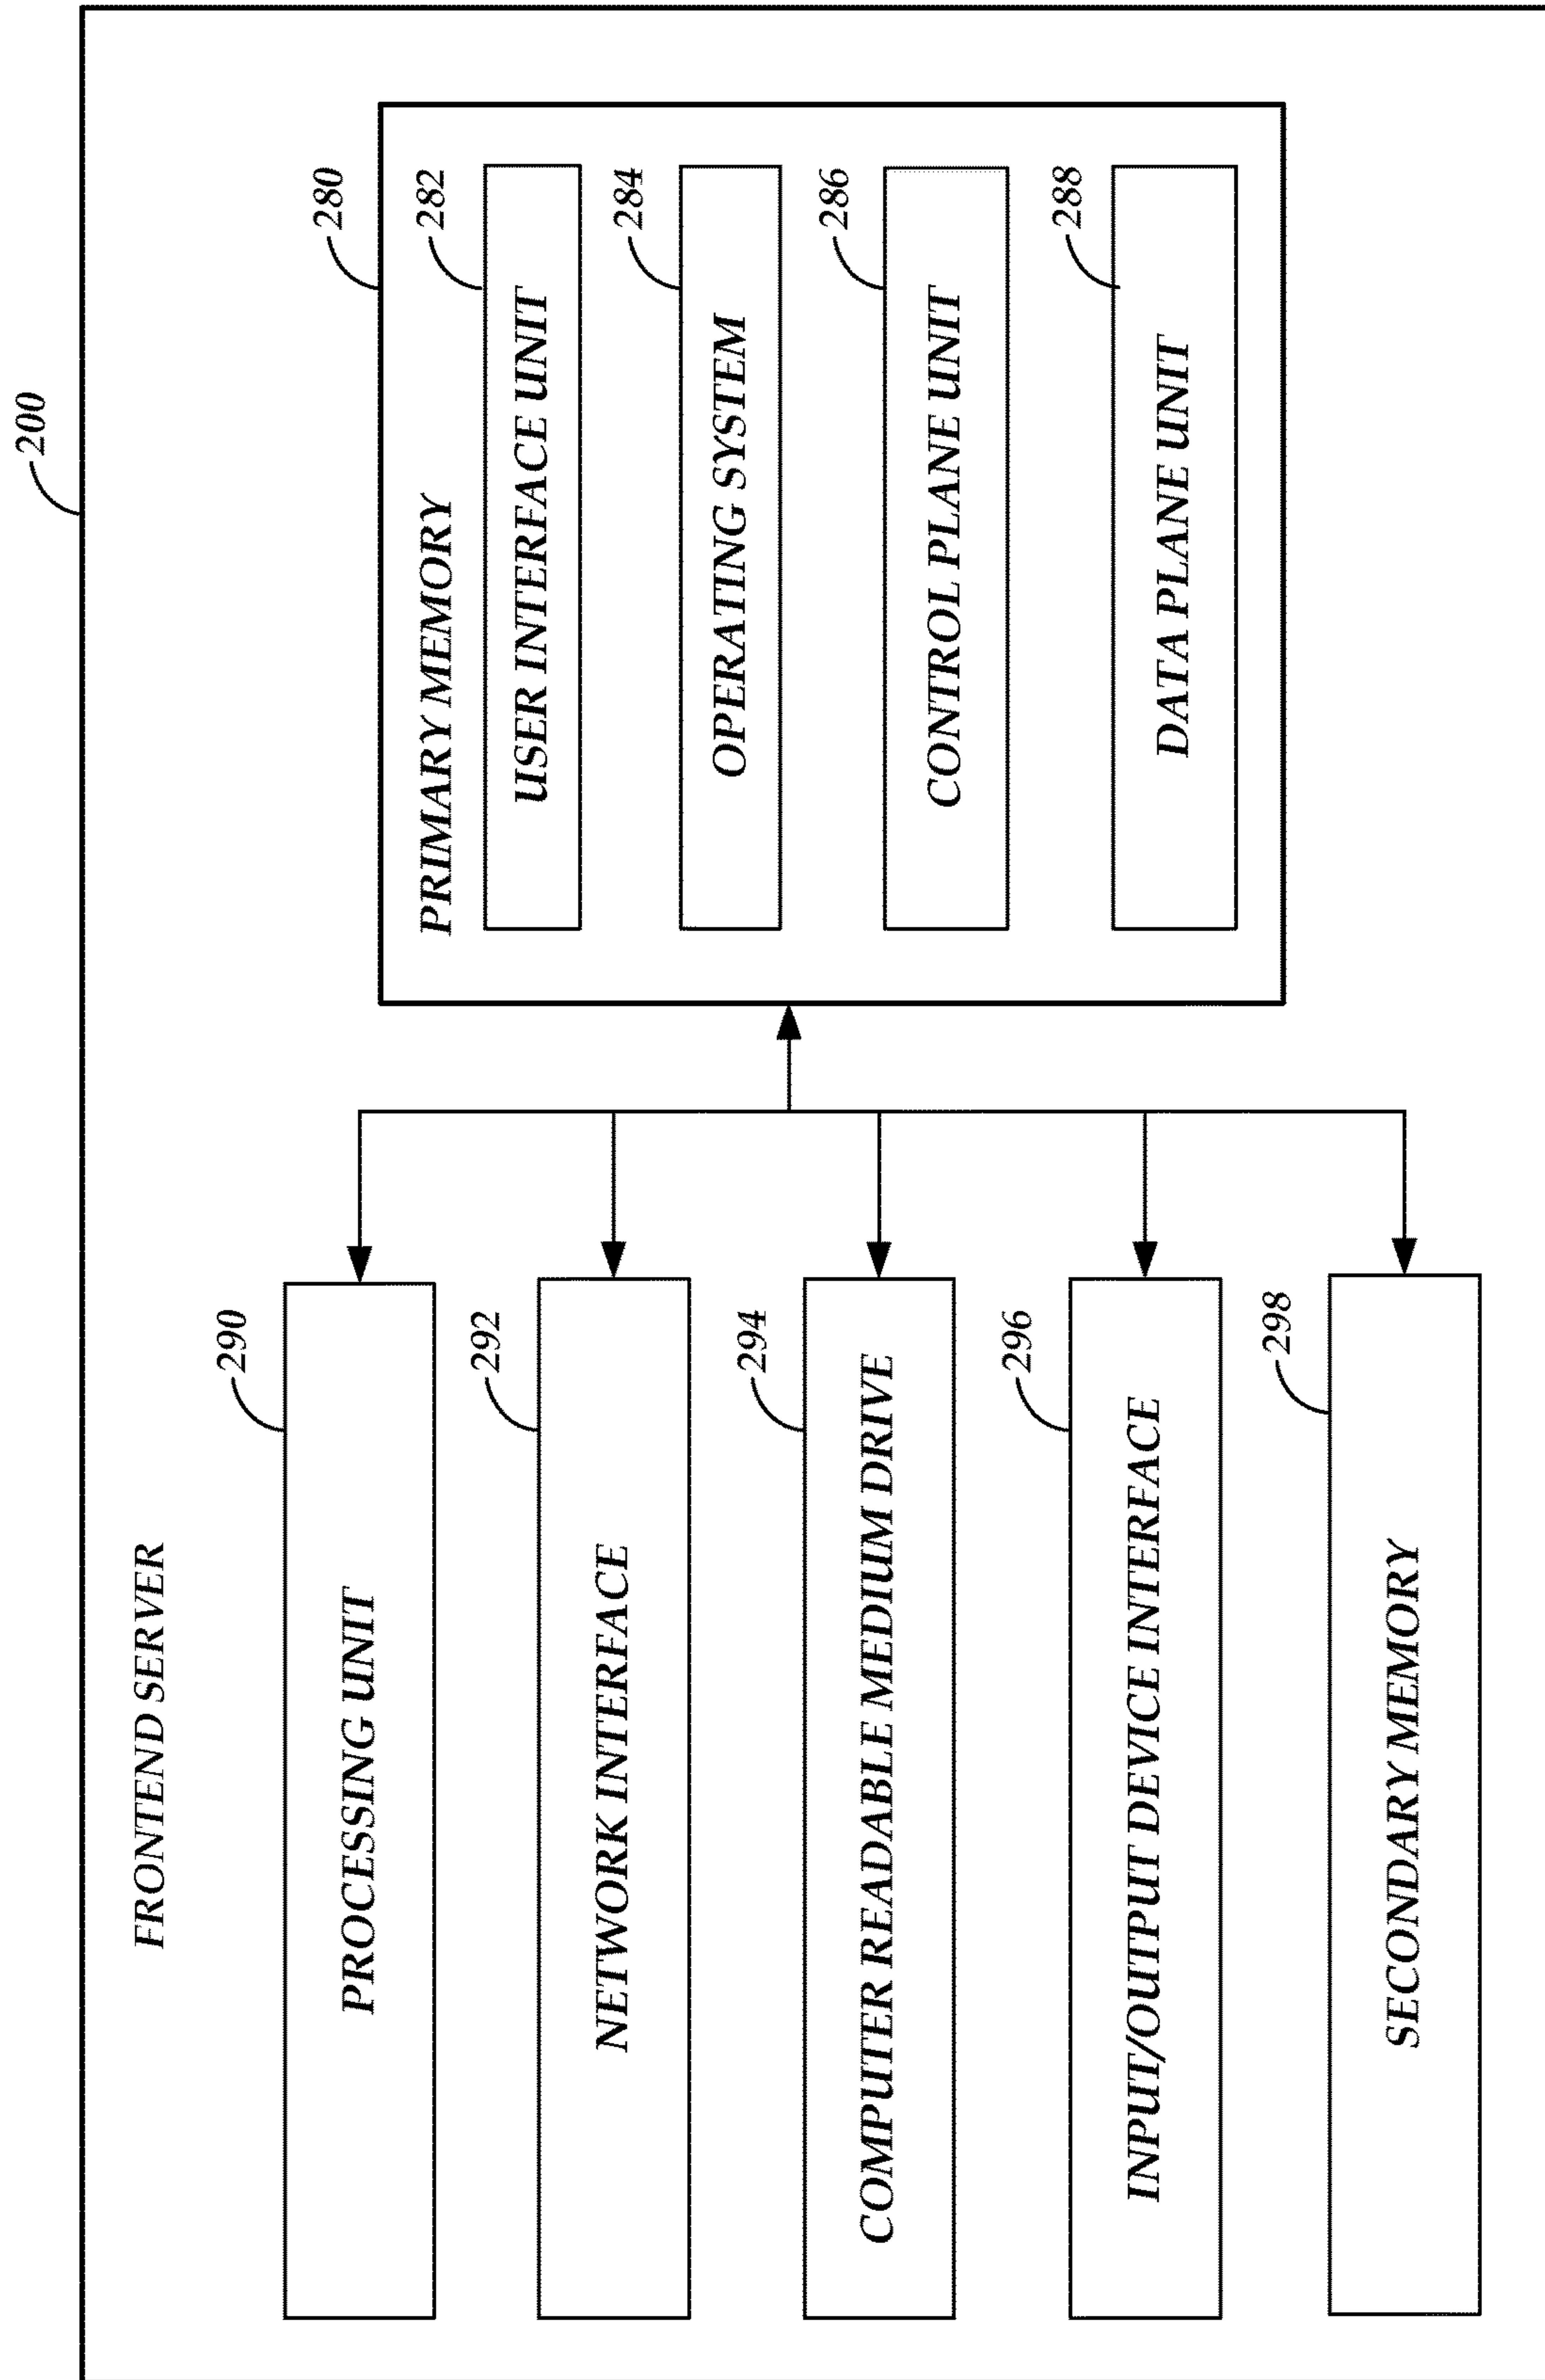 200
FRONTEND SERVER
290
PROCESSING UNIT
292
NETWORK INTERFACE
294
COMPUTER READABLE MEDIUM DRIVE
296
INPUT/OUTPUT DEVICE INTERFACE
298
SECONDARY MEMORY
280
PRIMARY MEMORY
282
USER INTERFACE UNIT
284
OPERATING SYSTEM
286
CONTROL PLANE UNIT
288
DATA PLANE UNIT